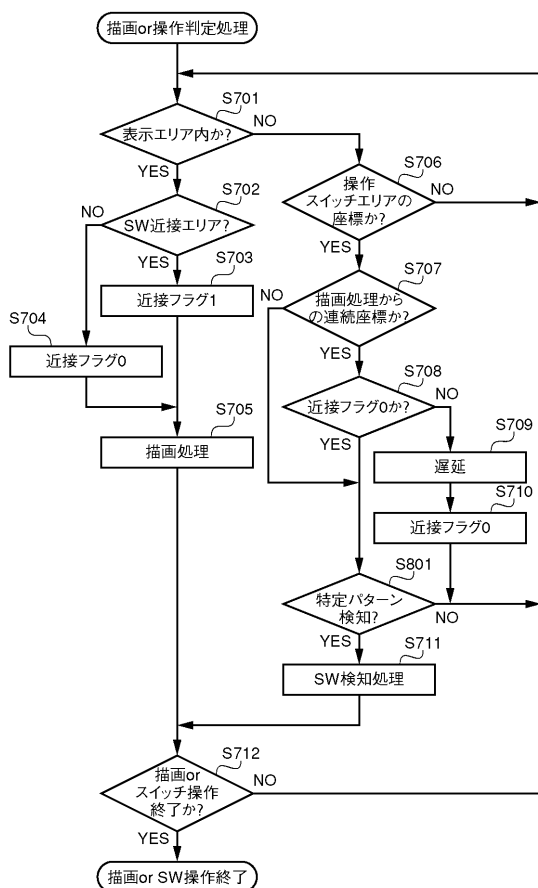 描画or操作判定処理
S701
表示エリア内か?
NO
YES
S702
SW近接エリア?
NO
YES
S703
近接フラグ1
S704
近接フラグ0
S705
描画処理
S706
操作
スイッチエリアの
座標か?
NO
YES
S707
描画処理から
の連続座標か?
NO
YES
S708
近接フラグ0か?
NO
YES
S709
遅延
S710
近接フラグ0
S801
特定パターン
検知?
NO
YES
S711
SW検知処理
S712
描画or
スイッチ操作
終了か?
NO
YES
描画or SW操作終了